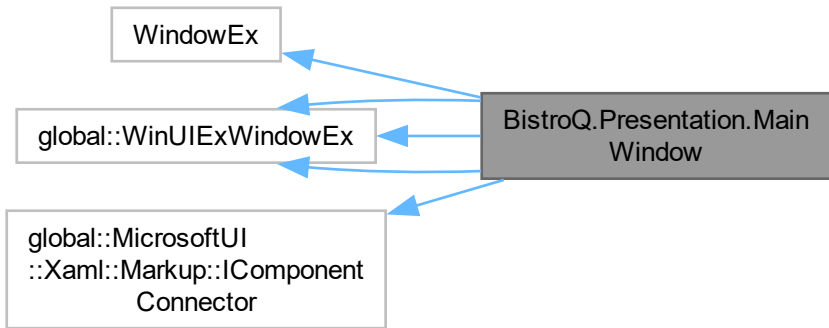 WindowEx
global::WinUIExWindowEx
global::MicrosoftUI
::Xaml::Markup::IComponent
Connector
BistroQ.Presentation.Main
Window